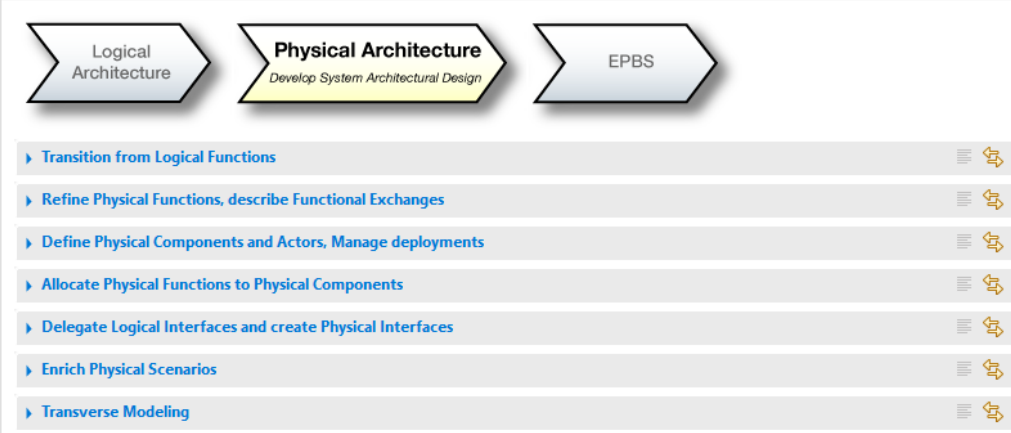 Logical
Architecture
Physical Architecture
Develop System Architectural Design
EPBS
Transition from Logical Functions
Refine Physical Functions, describe Functional Exchanges
Define Physical Components and Actors, Manage deployments
Allocate Physical Functions to Physical Components
Delegate Logical Interfaces and create Physical Interfaces
Enrich Physical Scenarios
Transverse Modeling